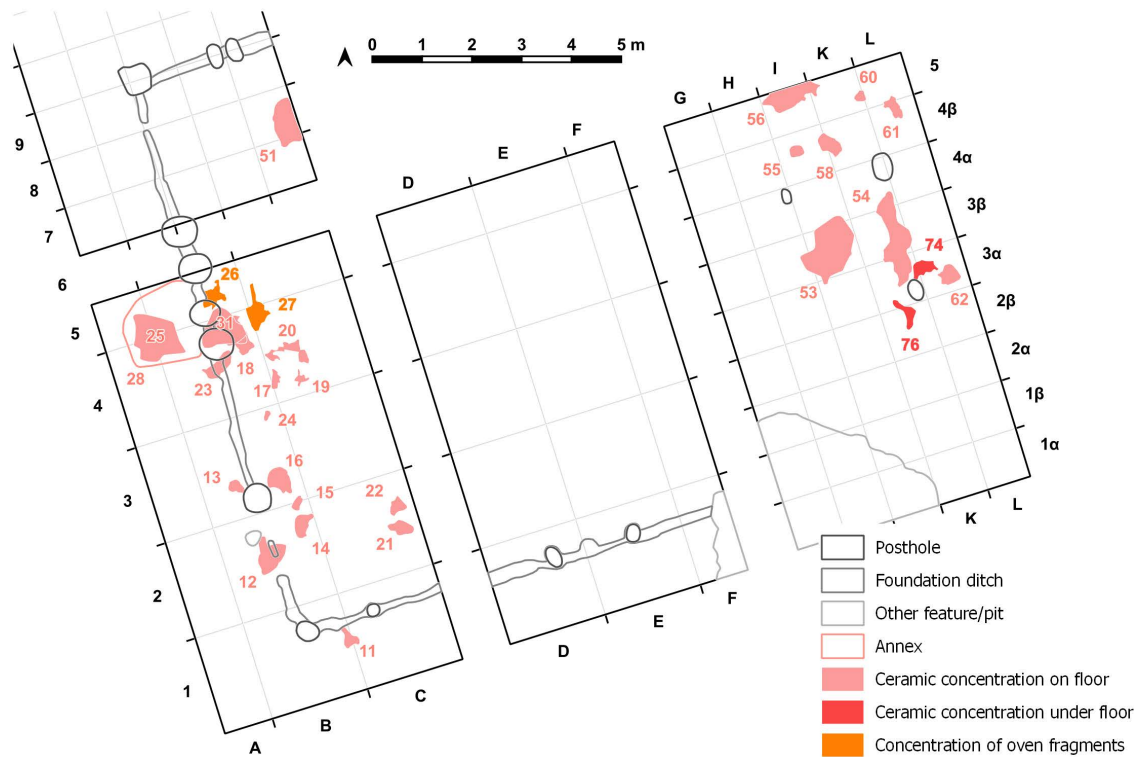 0 1 2 3 4 5 m
K L
I
H
G
5
4β
4α
3β
3α
2β
2α
1β
1α
K
L
60
56
61
55
58
54
74
53
62
76
F
E
D
D
E
F
9
8
7
6
5
4
3
2
1
A
B
C
51
26
27
31
25
20
18
28
23
17
19
24
16
13
15
22
14
21
12
11
Posthole
Foundation ditch
Other feature/pit
Annex
Ceramic concentration on floor
Ceramic concentration under floor
Concentration of oven fragments